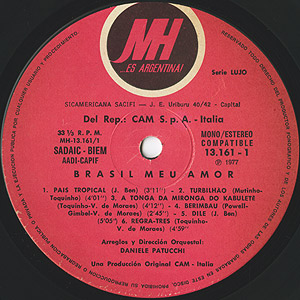 MH
...ES ARGENTINA!
Serie LUJO
SICAMERICANA SACIFI — J. E. Uriburu 40/42 - Capital
Del Rep.: CAM S.p.A. - Italia
33 ⅓ R. P. M.
MH-13.161/1
SADAIC - BIEM
AADI-CAPIF
MONO/ESTEREO
COMPATIBLE
13.161 - 1
℗ 1977
BRASIL MEU AMOR
1. PAIS TROPICAL (J. Ben) (3'11") - 2. TURBILHAO (Mutinho-
Toquinho) (4'01") - 3. A TONGA DA MIRONGA DO KABULETE
(Toquinho-V. de Moraes) (4'12") - 4. BERIMBAU (Powell-
Gimbel-V. de Moraes) (2'25") - 5. DILE (J. Ben)
(5'05") 6. REGRA-TRES (Toquinho-
V. de Moraes) (4'59")
Arreglos y Dirección Orquestal:
DANIELE PATUCCHI
Una Producción Original CAM - Italia